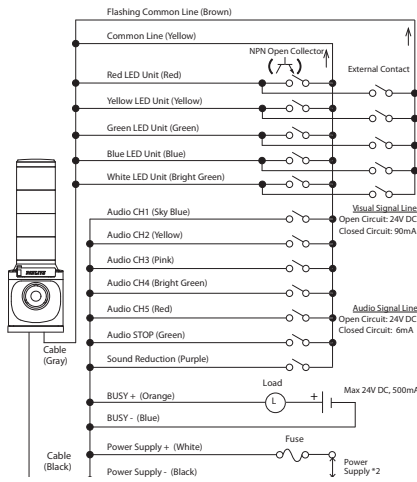 Flashing Common Line (Brown)
Common Line (Yellow)
NPN Open Collector
External Contact
Red LED Unit (Red)
Yellow LED Unit (Yellow)
Green LED Unit (Green)
Blue LED Unit (Blue)
White LED Unit (Bright Green)
Visual Signal Line
Open Circuit: 24V DC
Closed Circuit: 90mA
Audio CH1 (Sky Blue)
Audio CH2 (Yellow)
Audio CH3 (Pink)
Audio CH4 (Bright Green)
Audio CH5 (Red)
Audio Signal Line
Open Circuit: 24V DC
Closed Circuit: 6mA
Audio STOP (Green)
Sound Reduction (Purple)
Cable
(Gray)
Load
L
+
Max 24V DC, 500mA
BUSY + (Orange)
BUSY - (Blue)
Cable
(Black)
Power Supply + (White)
Fuse
Power
Supply *2
Power Supply - (Black)